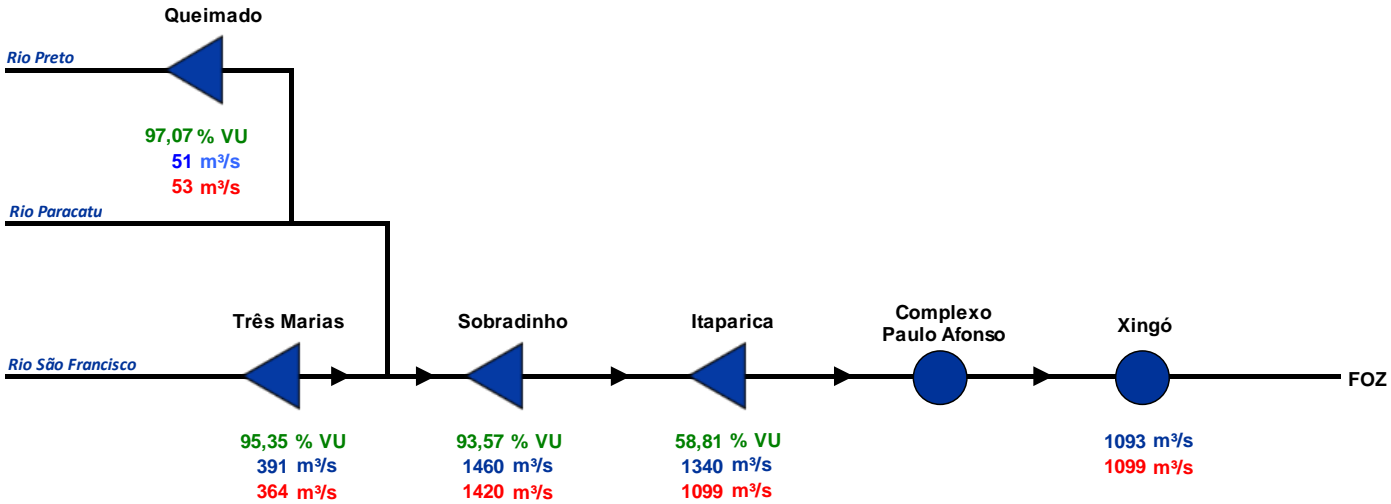 Queimado
Rio Preto
97,07 % VU
51 m³/s
53 m³/s
Rio Paracatu
Três Marias
Sobradinho
Itaparica
Complexo
Paulo Afonso
Xingó
Rio São Francisco
FOZ
95,35 % VU
391 m³/s
364 m³/s
93,57 % VU
1460 m³/s
1420 m³/s
58,81 % VU
1340 m³/s
1099 m³/s
1093 m³/s
1099 m³/s